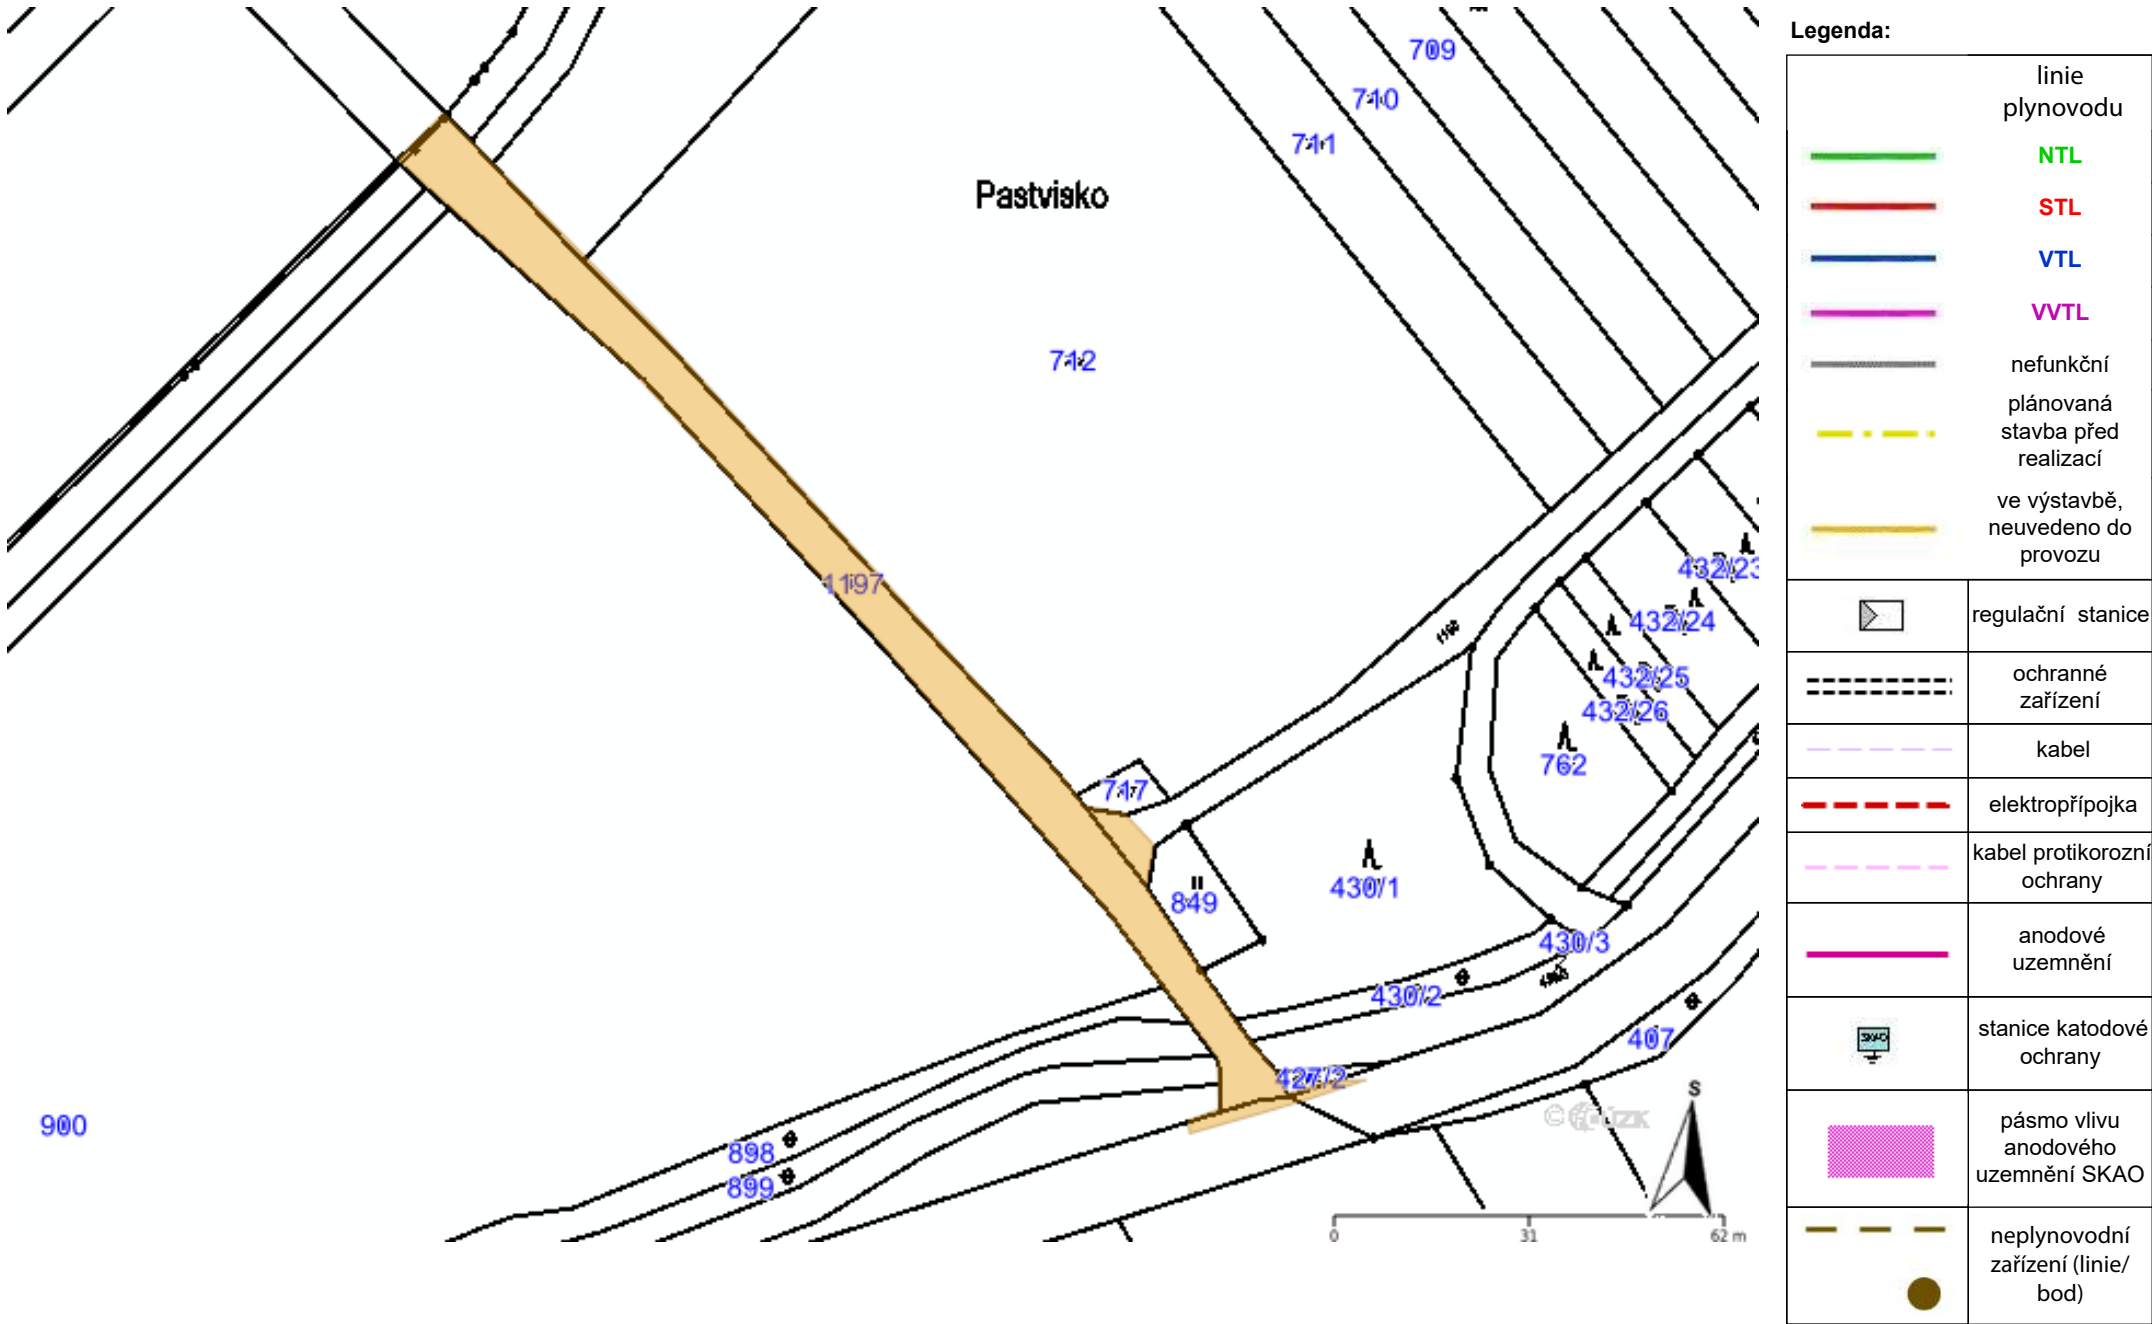 709
710
711
Pastvisko
712
1197
432/23
432/24
432/25
432/26
762
717
849
430/1
430/3
430/2
427/2
407
900
898
899
S
© ČÚZK
0 31 62 m
Legenda:
linie
plynovodu
NTL
STL
VTL
VVTL
nefunkční
plánovaná
stavba před
realizací
ve výstavbě,
neuvedeno do
provozu
regulační stanice
ochranné
zařízení
kabel
elektropřípojka
kabel protikorozní
ochrany
anodové
uzemnění
SKAO
stanice katodové
ochrany
pásmo vlivu
anodového
uzemnění SKAO
neplynovodní
zařízení (linie/
bod)